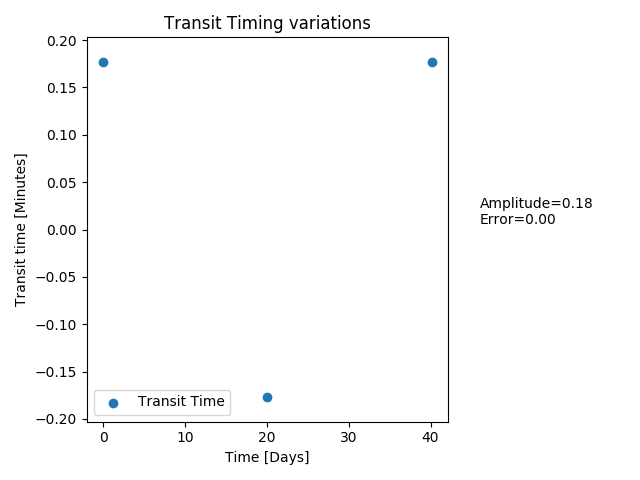 Transit Timing variations
0.20
0.15
0.10
0.05
0.00
−0.05
−0.10
−0.15
−0.20
Transit time [Minutes]
Amplitude=0.18
Error=0.00
Transit Time
0 10 20 30 40
Time [Days]